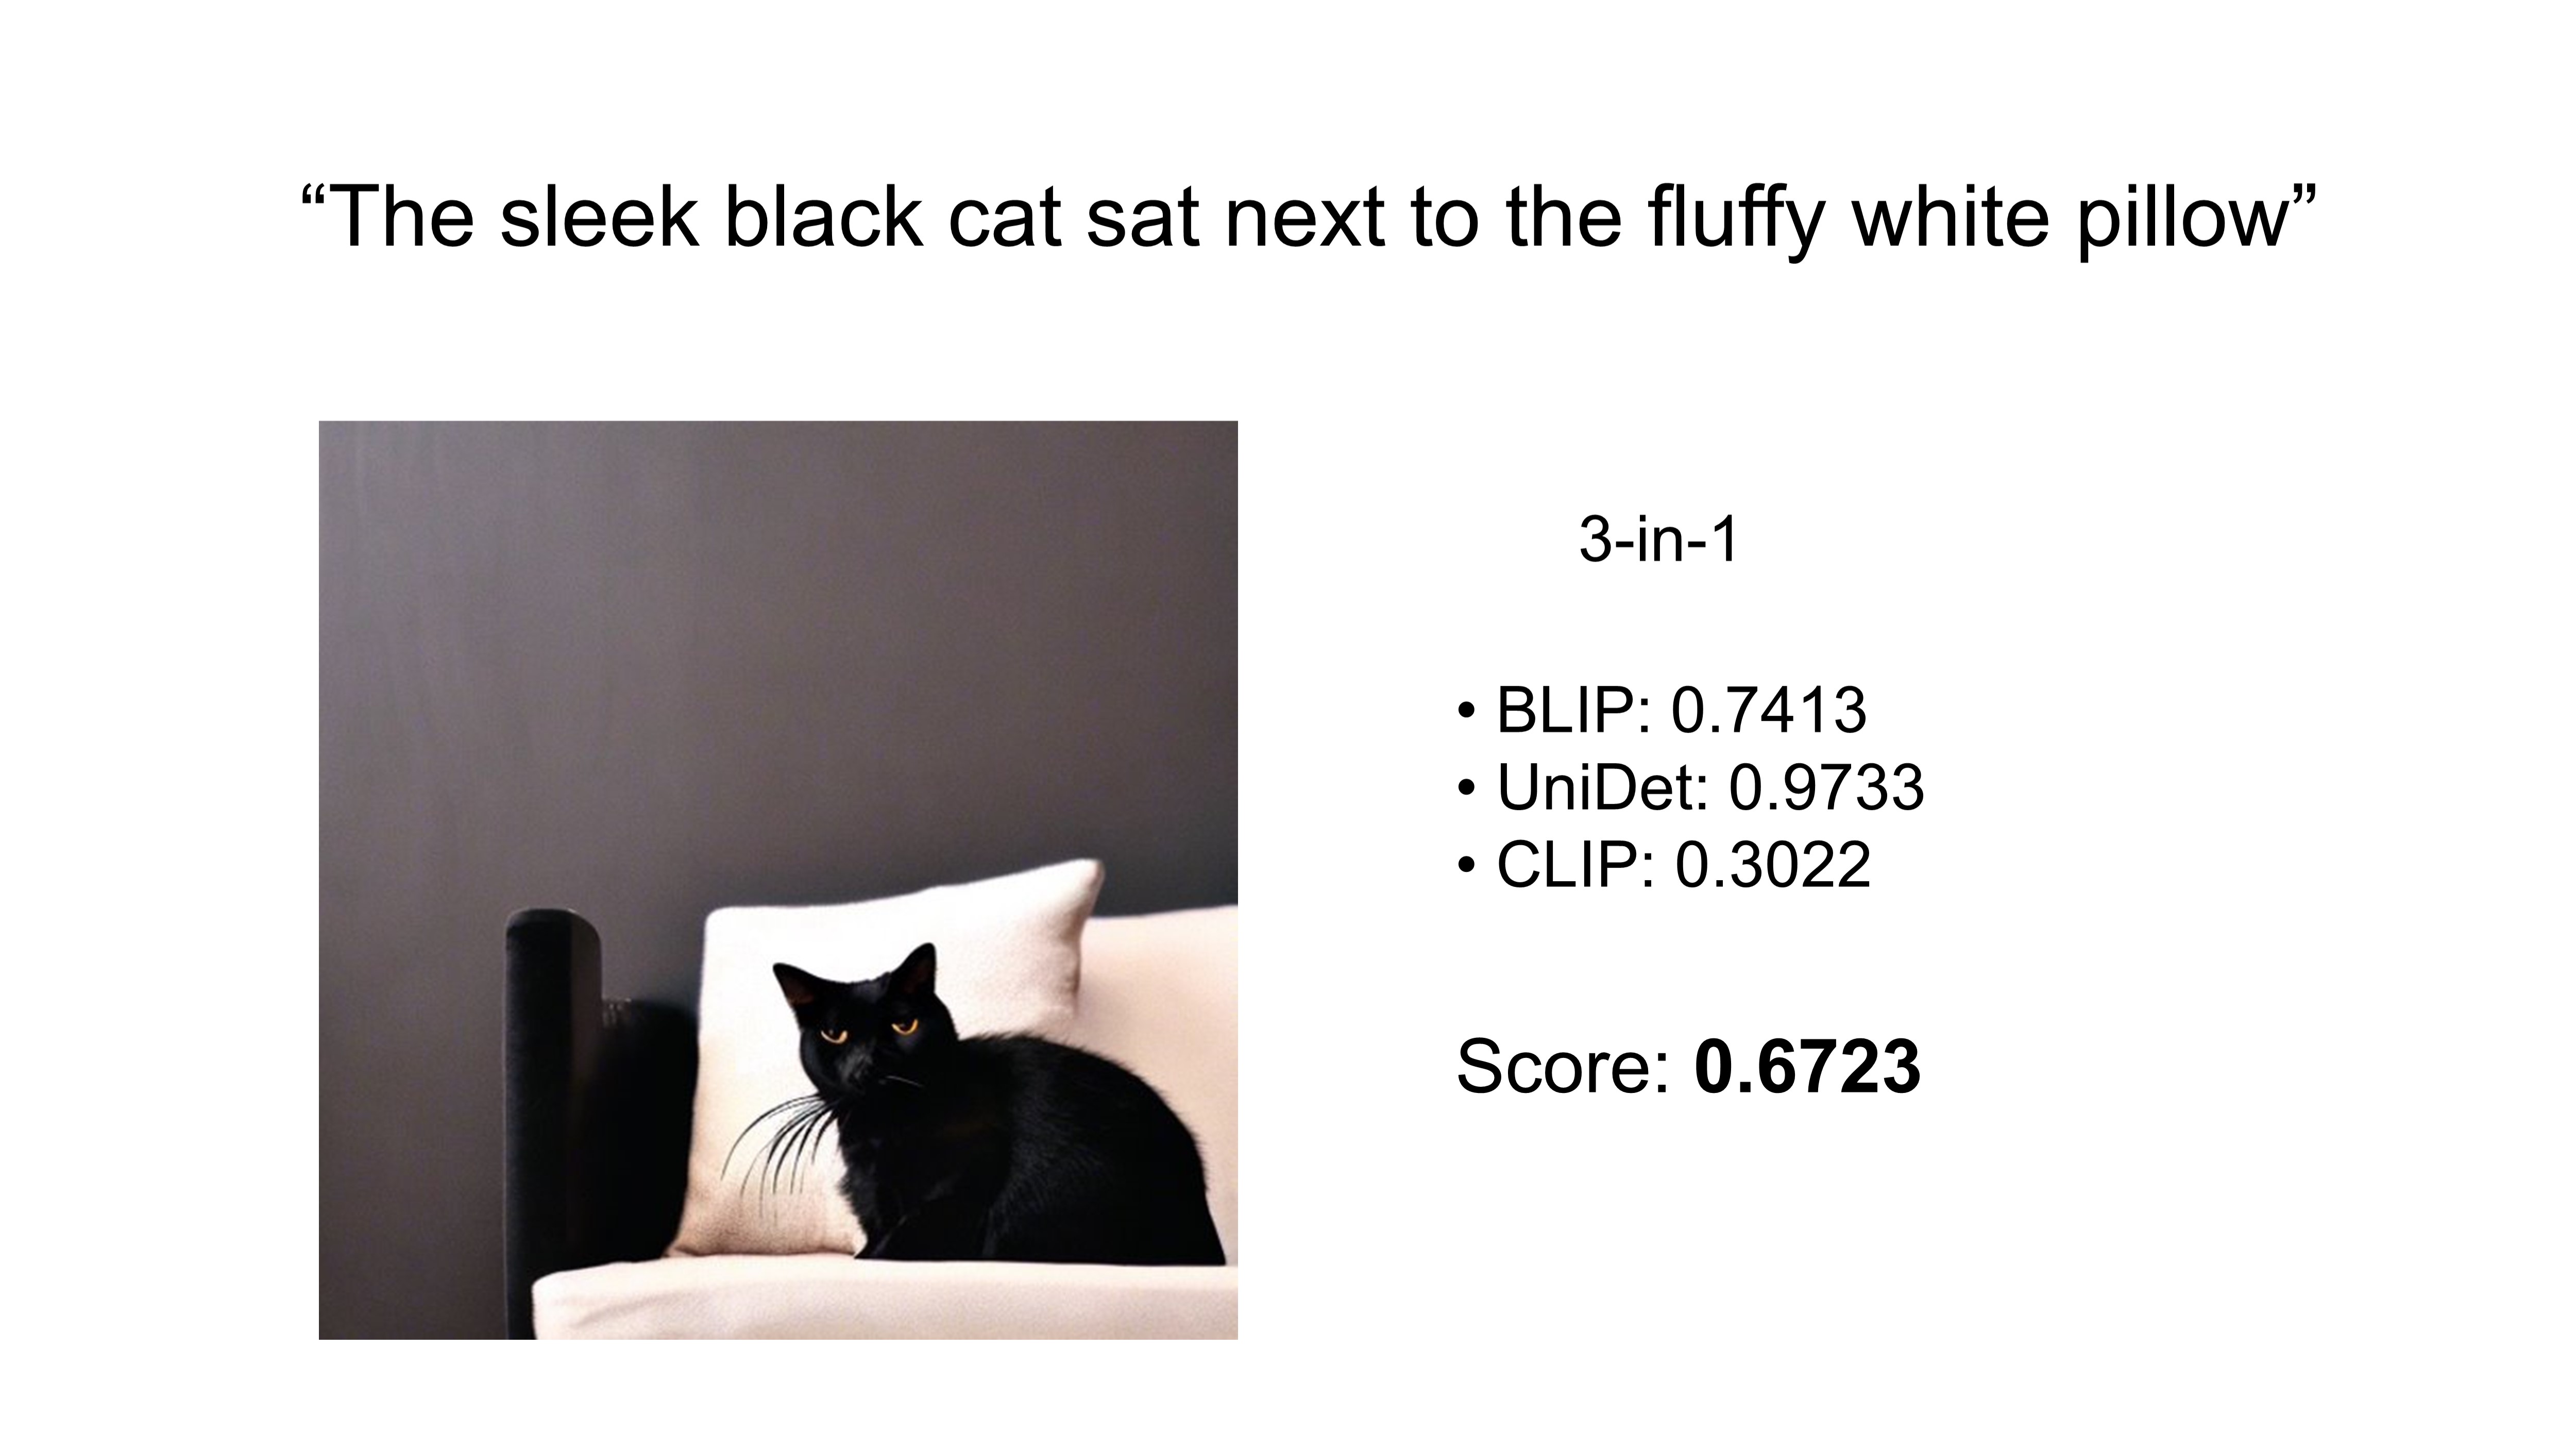 “The sleek black cat sat next to the fluffy white pillow”
3-in-1
• BLIP: 0.7413
• UniDet: 0.9733
• CLIP: 0.3022
Score: 0.6723